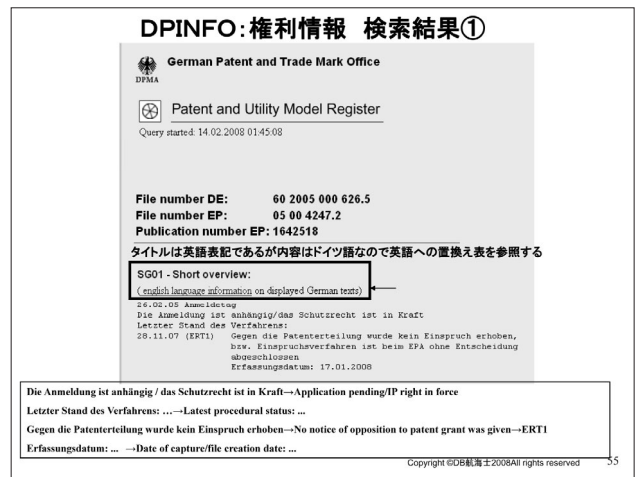 DPINFO:権利情報 検索結果①
German Patent and Trade Mark Office
DPMA
Patent and Utility Model Register
Query started: 14.02.2008 01:45:08
File number DE: 60 2005 000 626.5
File number EP: 05 00 4247.2
Publication number EP: 1642518
タイトルは英語表記であるが内容はドイツ語なので英語への置換え表を参照する
SG01 - Short overview:
( english language information on displayed German texts)
26.02.05 Anmeldetag
Die Anmeldung ist anhängig/das Schutzrecht ist in Kraft
Letzter Stand des Verfahrens:
28.11.07 (ERT1) Gegen die Patenterteilung wurde kein Einspruch erhoben,
bzw. Einspruchsverfahren ist beim EPA ohne Entscheidung
abgeschlossen
Erfassungsdatum: 17.01.2008
Die Anmeldung ist anhängig / das Schutzrecht ist in Kraft→Application pending/IP right in force
Letzter Stand des Verfahrens: …→Latest procedural status: ...
Gegen die Patenterteilung wurde kein Einspruch erhoben→No notice of opposition to patent grant was given→ERT1
Erfassungsdatum: ... →Date of capture/file creation date: ...
Copyright ©DB航海士2008All rights reserved 55